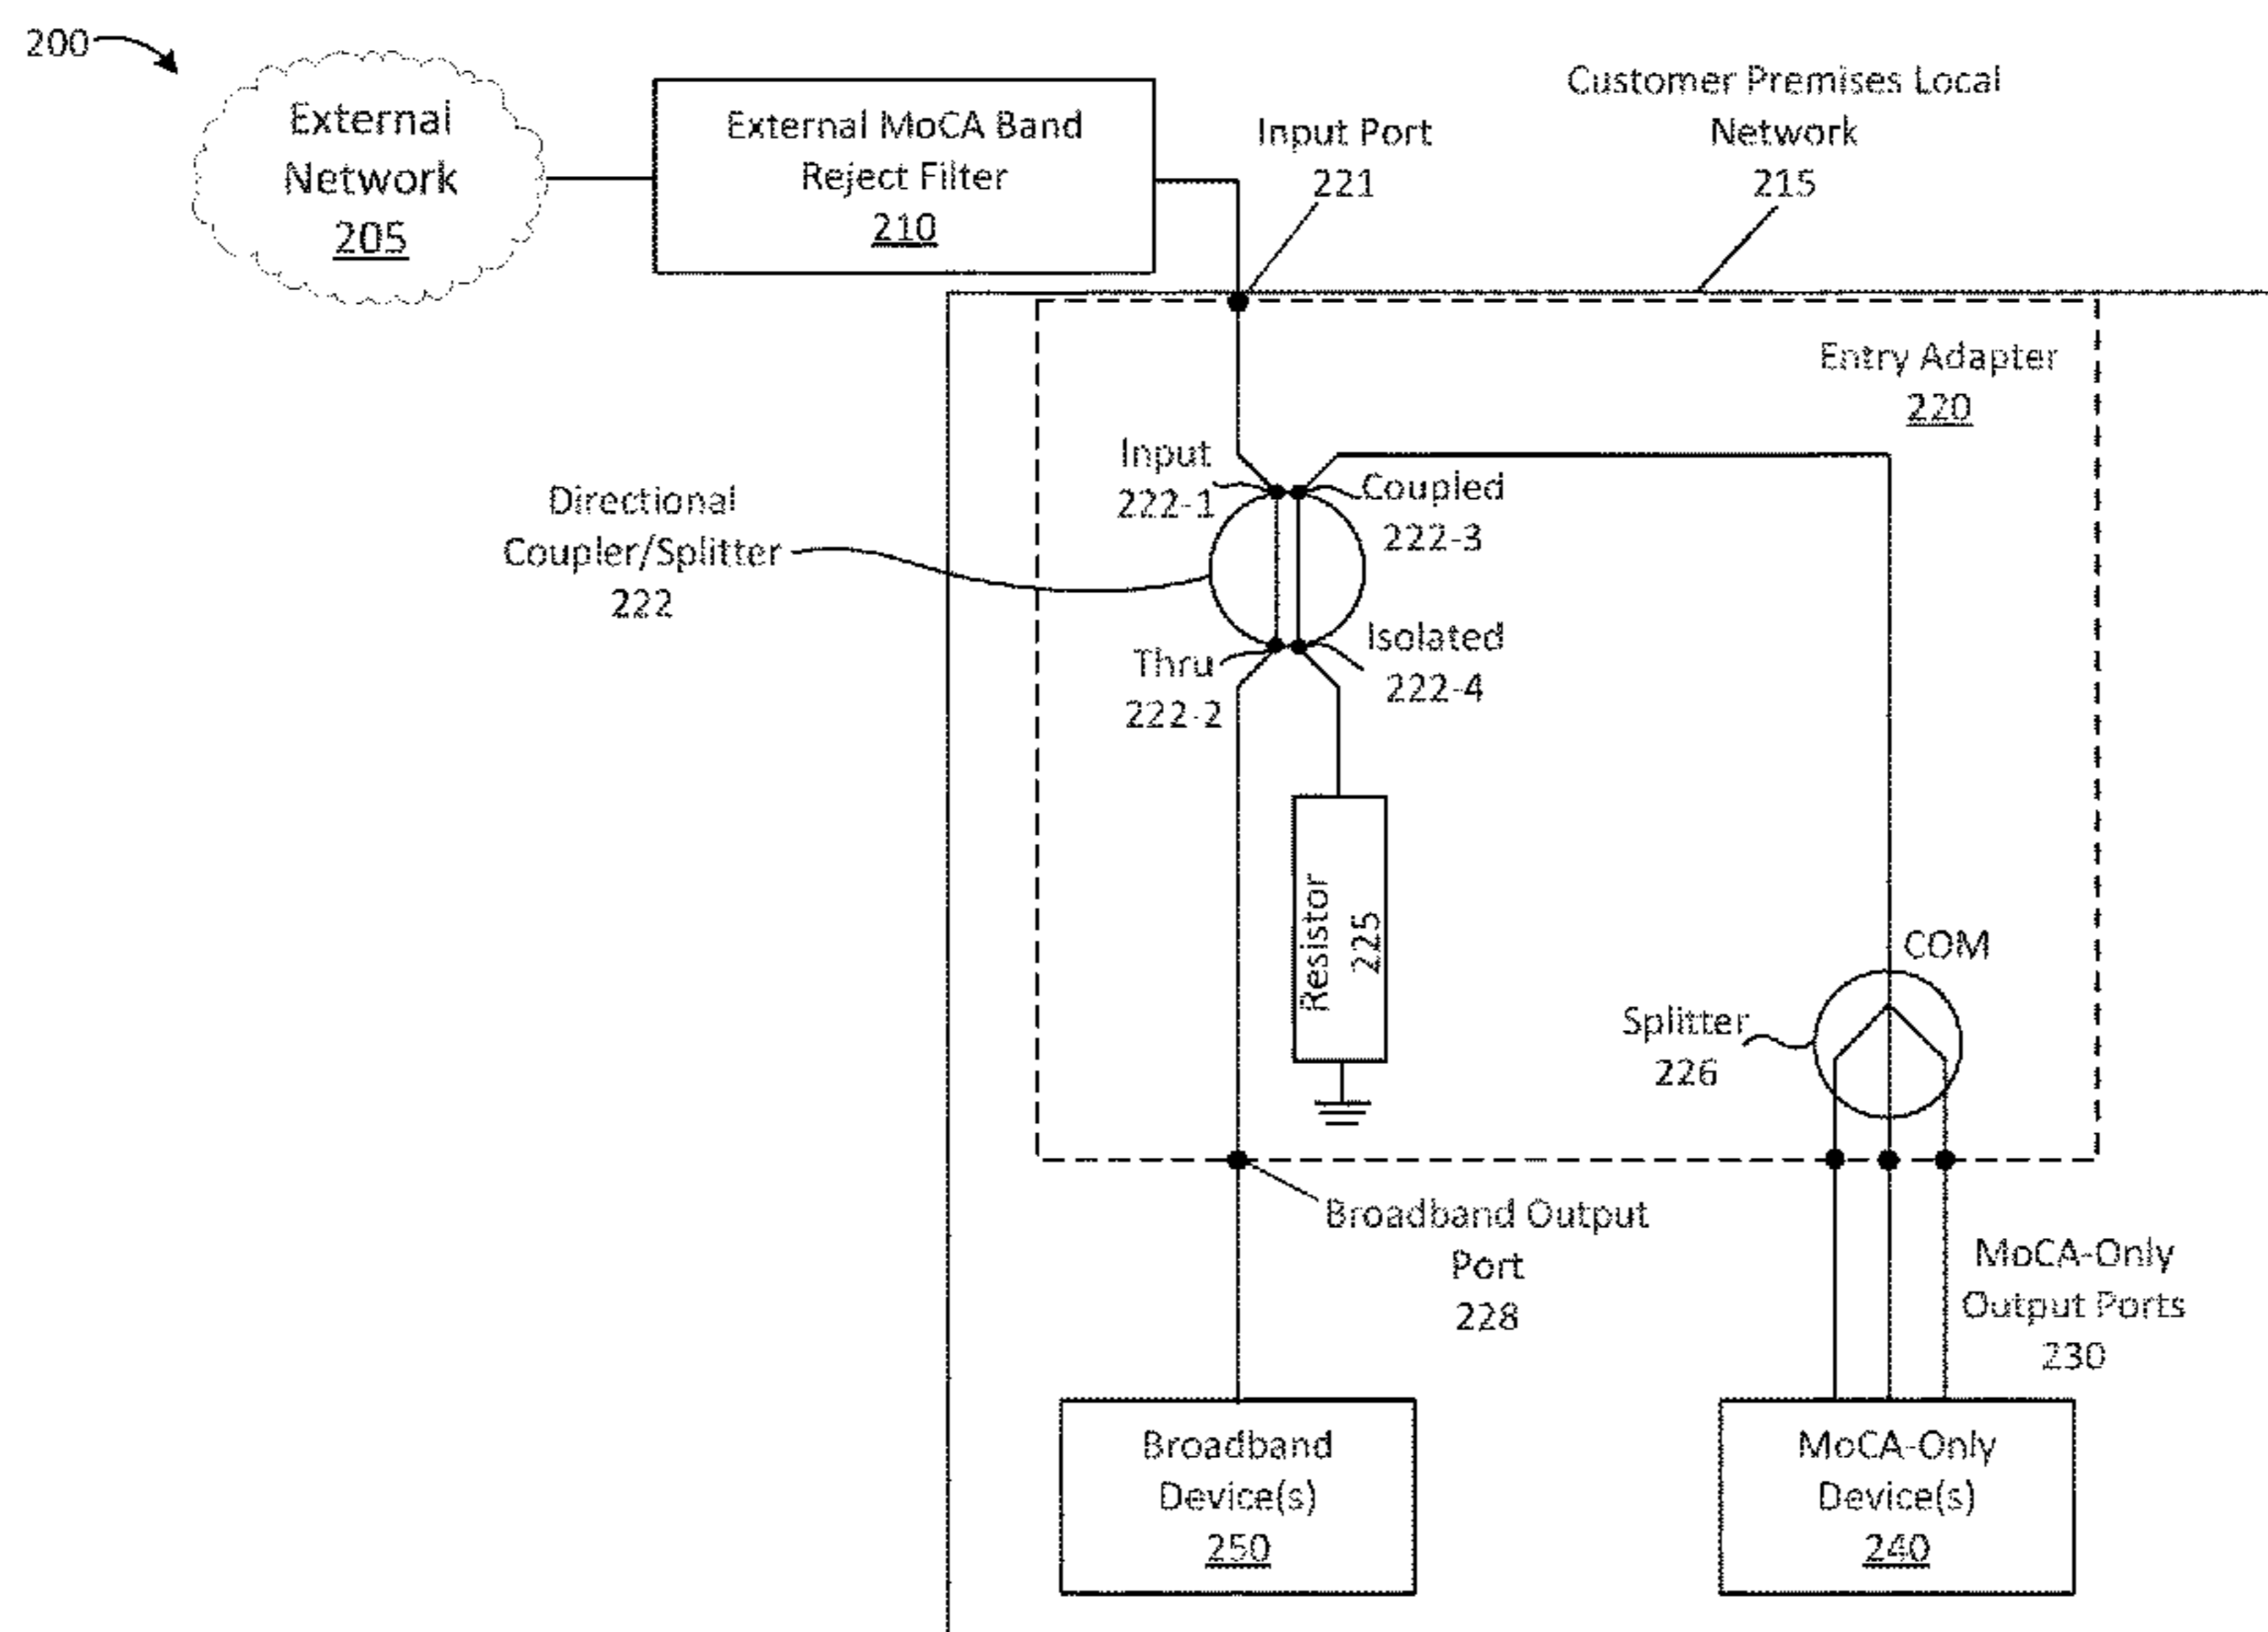 200
External
Network
205
External MoCA Band
Reject Filter
210
Input Port
221
Customer Premises Local
Network
215
Entry Adapter
220
Directional
Coupler/Splitter
222
Input
222-1
Coupled
222-3
Thru
222-2
Isolated
222-4
Resistor
225
COM
Splitter
226
Broadband Output
Port
228
MoCA-Only
Output Ports
230
Broadband
Device(s)
250
MoCA-Only
Device(s)
240